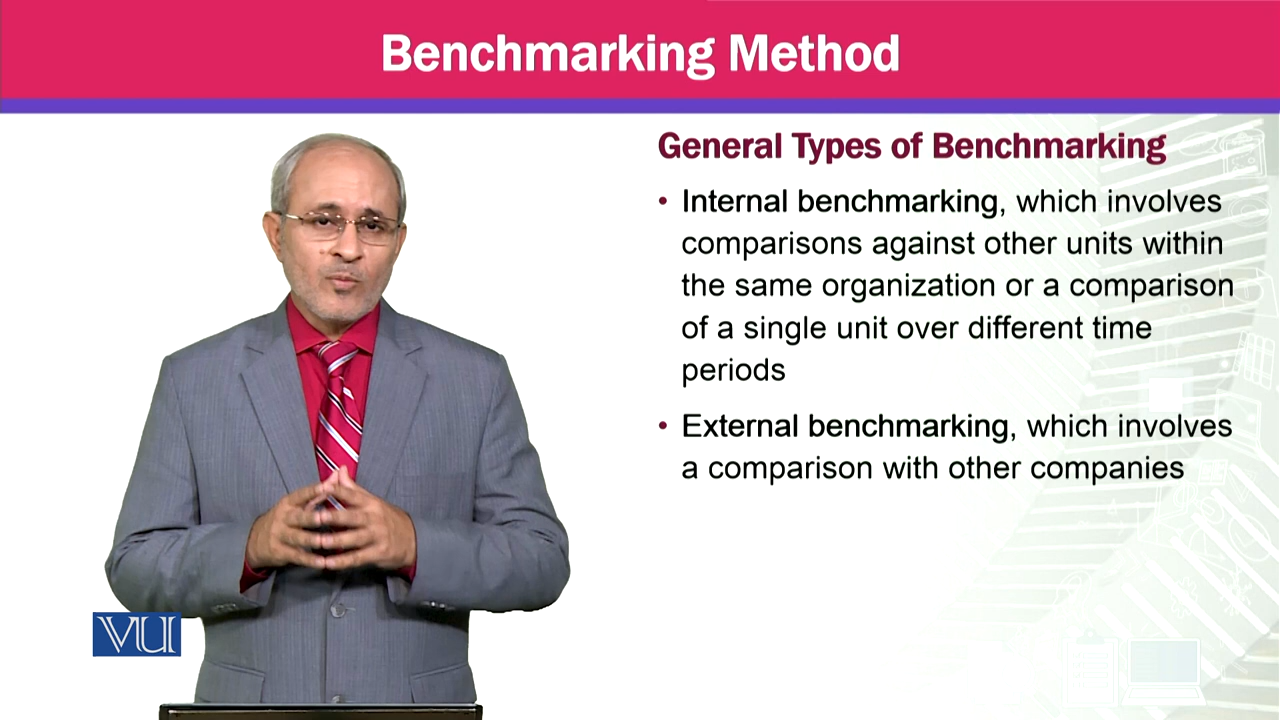 Benchmarking Method
General Types of Benchmarking
• Internal benchmarking, which involves
comparisons against other units within
the same organization or a comparison
of a single unit over different time
periods
• External benchmarking, which involves
a comparison with other companies
VU